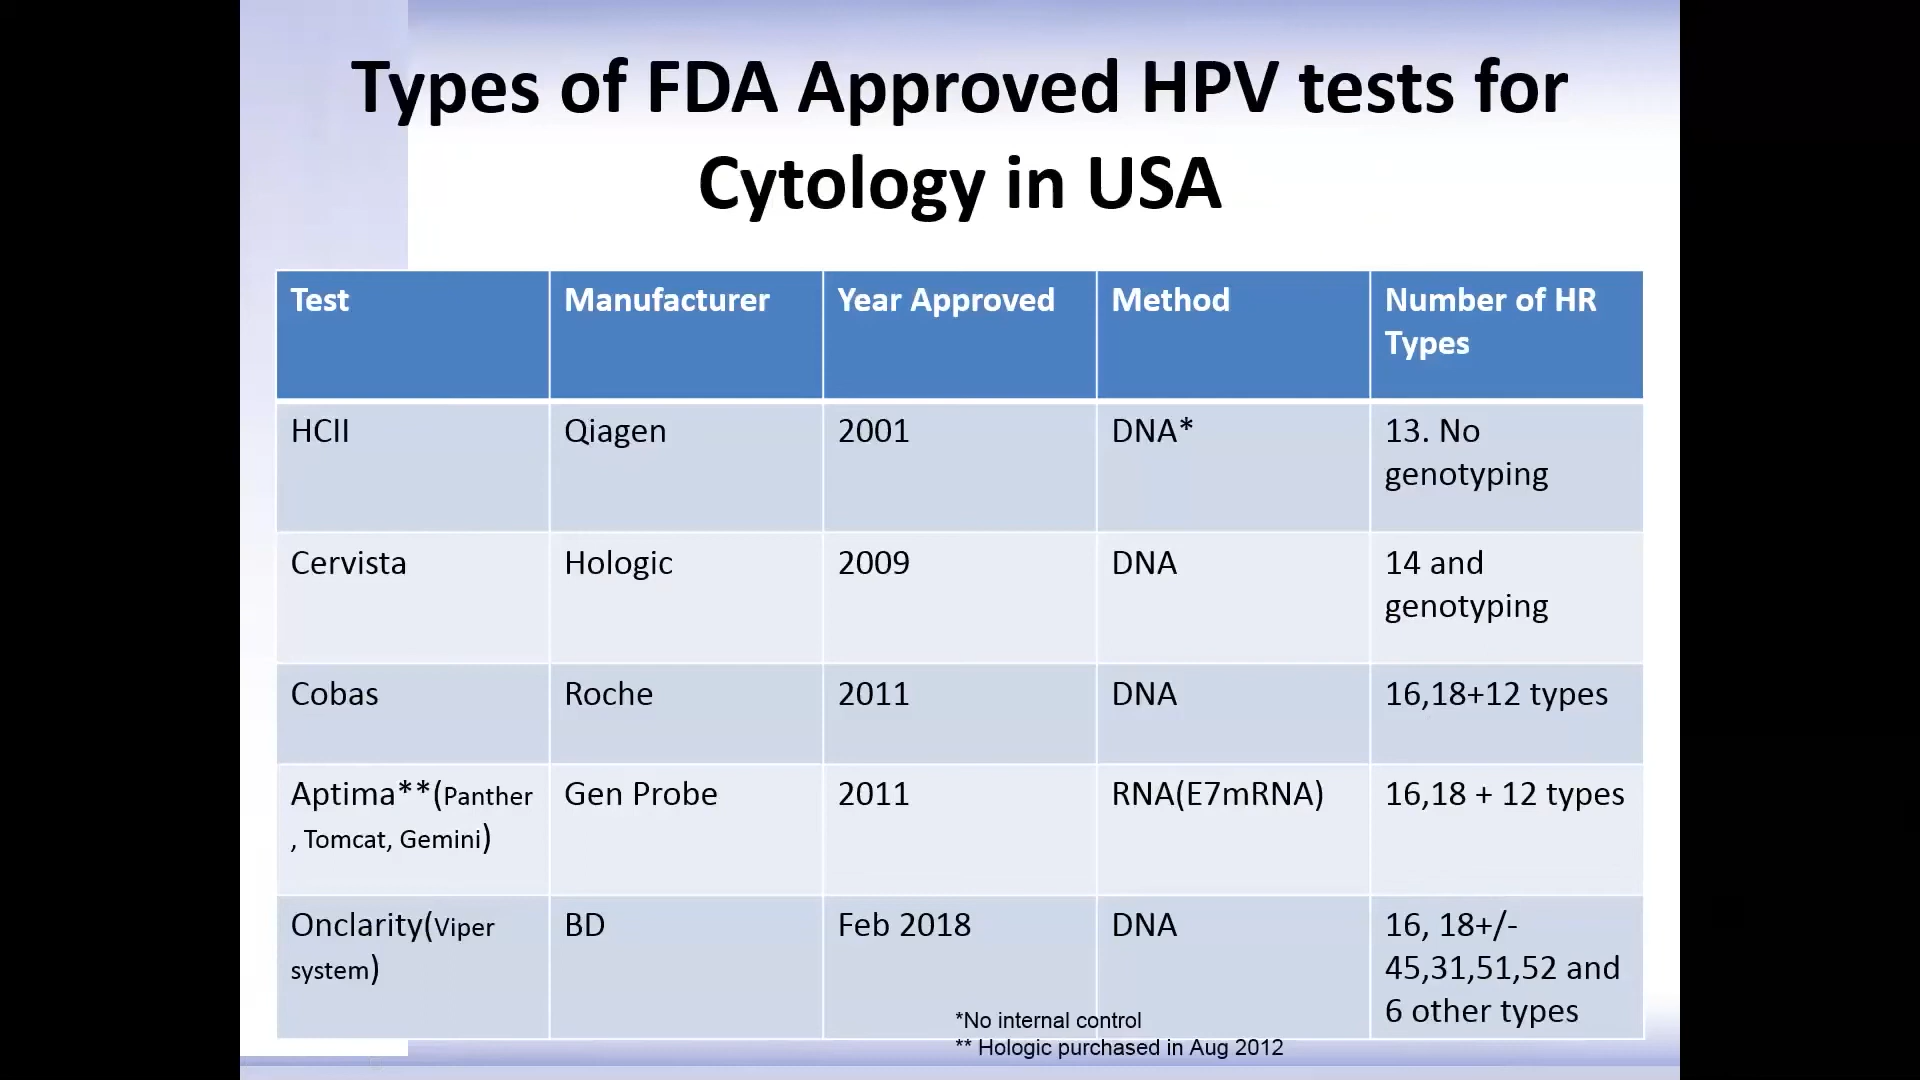 Types of FDA Approved HPV tests for
Cytology in USA
Test
Manufacturer
Year Approved
Method
Number of HR
Types
HCII
Qiagen
2001
DNA*
13. No
genotyping
Cervista
Hologic
2009
DNA
14 and
genotyping
Cobas
Roche
2011
DNA
16,18+12 types
Aptima**(Panther
, Tomcat, Gemini)
Gen Probe
2011
RNA(E7mRNA)
16,18 + 12 types
Onclarity(Viper
system)
BD
Feb 2018
DNA
16, 18+/-
45,31,51,52 and
6 other types
*No internal control
** Hologic purchased in Aug 2012